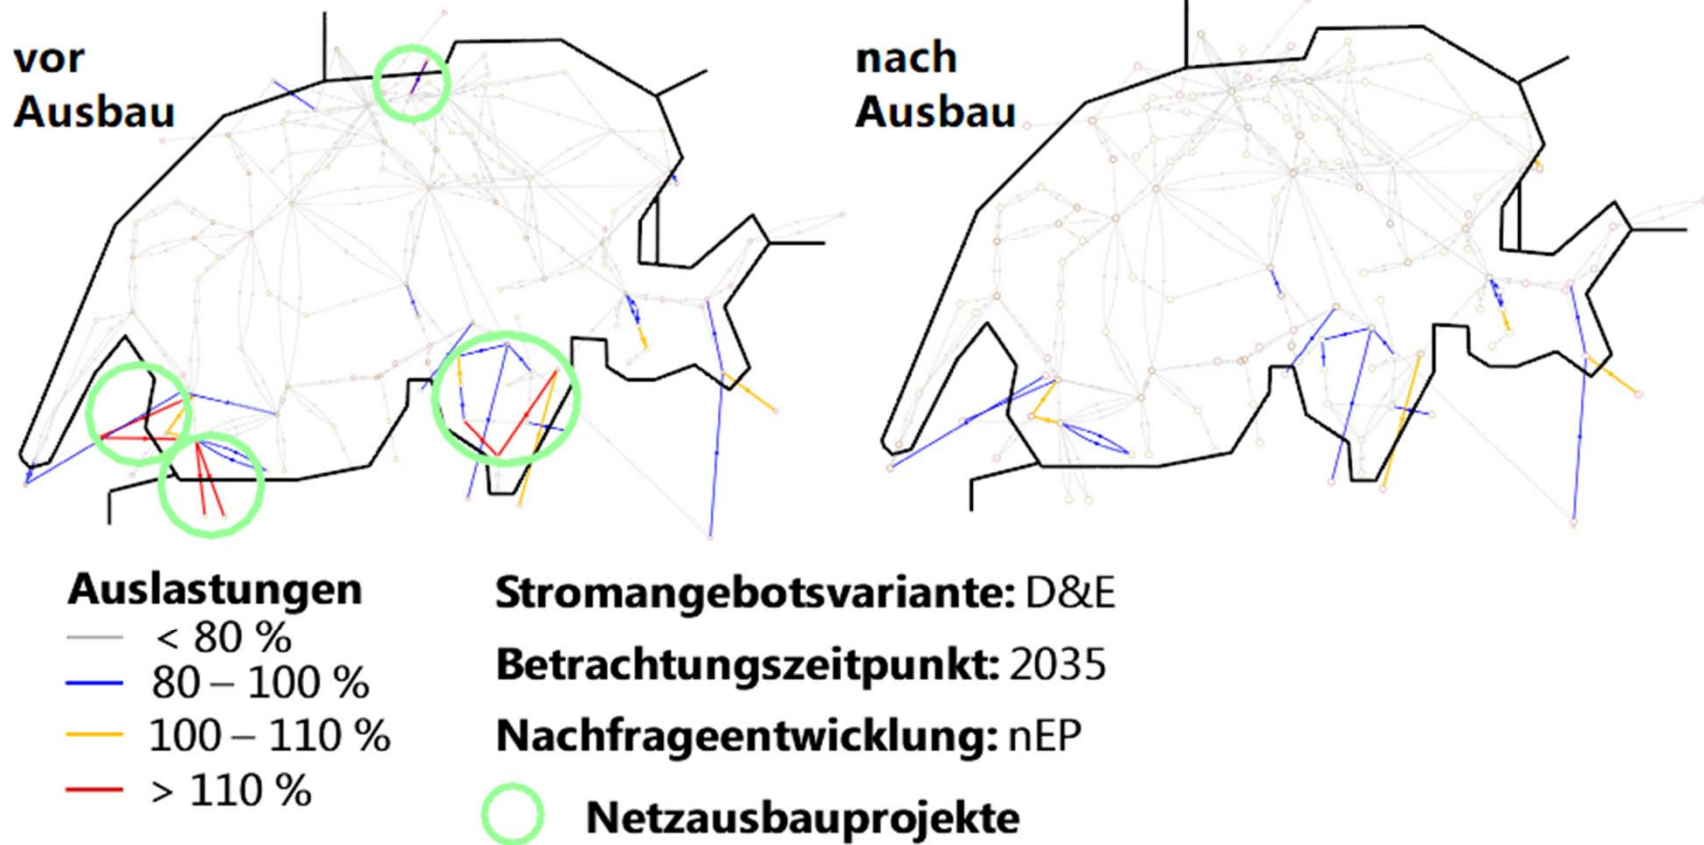 vor
Ausbau
nach
Ausbau
Auslastungen
< 80 %
80 – 100 %
100 – 110 %
> 110 %
Stromangebotsvariante: D&E
Betrachtungszeitpunkt: 2035
Nachfrageentwicklung: nEP
Netzausbauprojekte